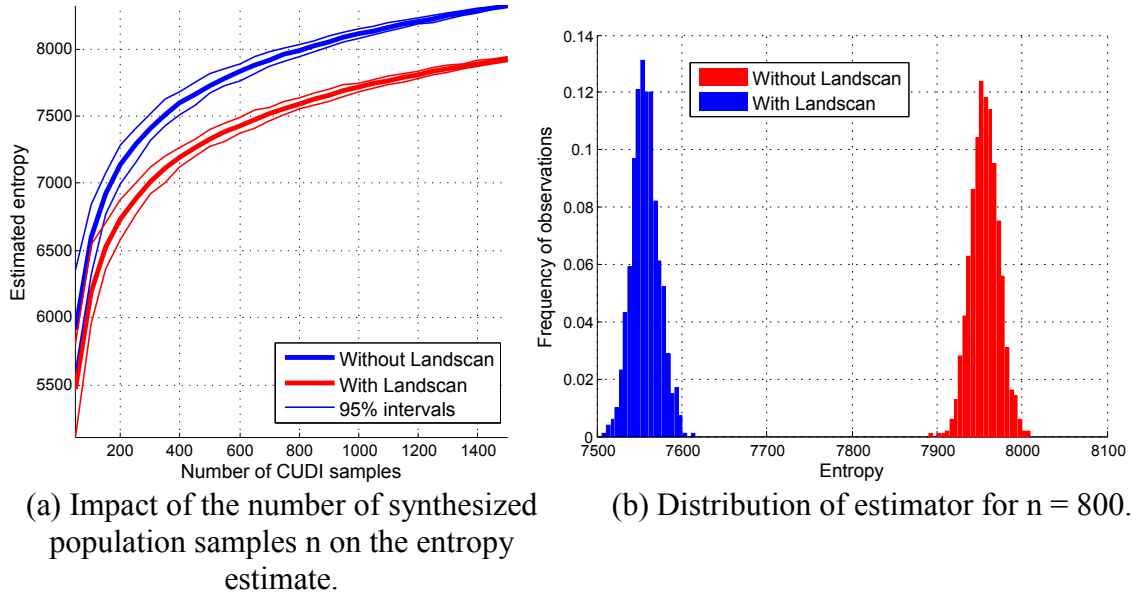 8000
7500
7000
6500
6000
5500
Estimated entropy
Without Landscan
With Landscan
95% intervals
200 400 600 800 1000 1200 1400
Number of CUDI samples
(a) Impact of the number of synthesized
population samples n on the entropy
estimate.
0.14
0.12
0.1
0.08
0.06
0.04
0.02
0
Frequency of observations
Without Landscan
With Landscan
7500 7600 7700 7800 7900 8000 8100
Entropy
(b) Distribution of estimator for n = 800.